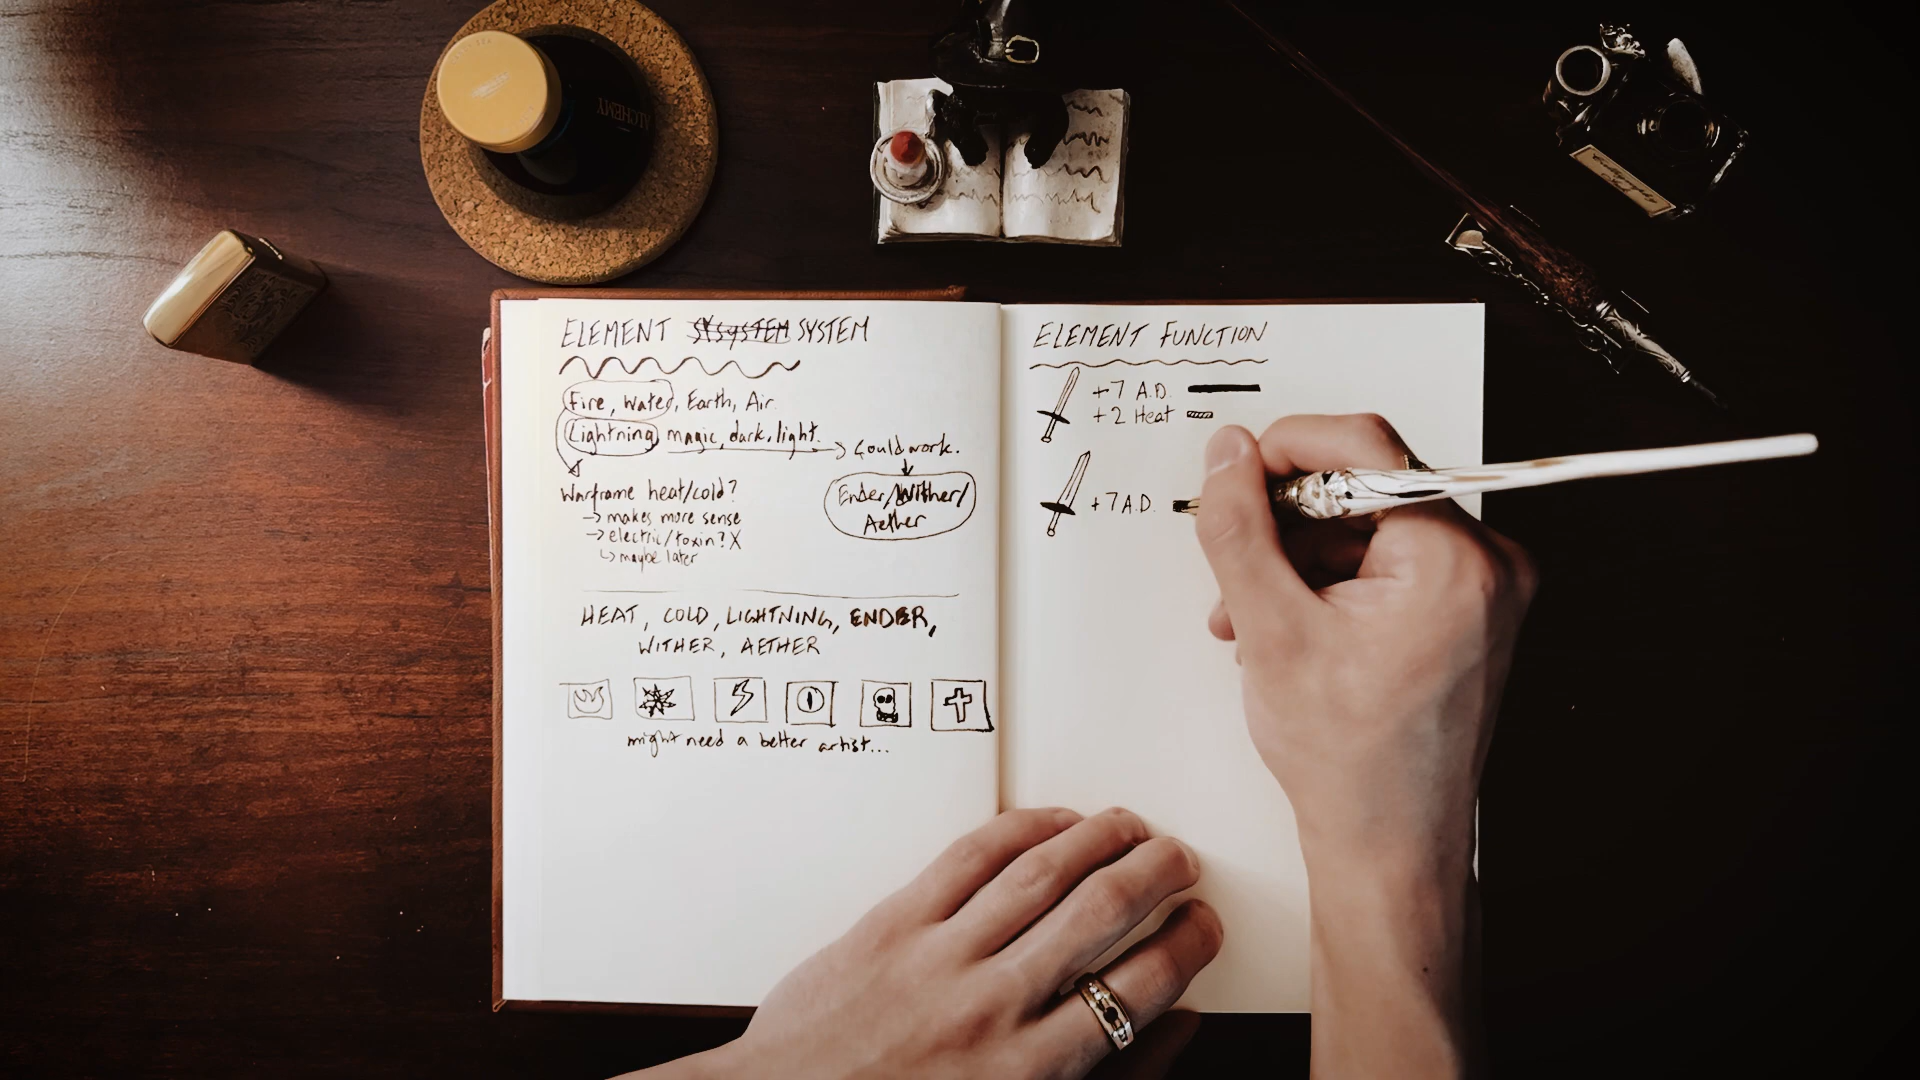 ALCHEMY
ELEMENT SYSTEM SYSTEM
Fire, Water, Earth, Air.
Lightning, magic, dark, light.
Could work.
Ender/Wither/
Aether
Warframe heat/cold?
→ makes more sense
→ electric/toxin? X
↳ maybe later
HEAT, COLD, LIGHTNING, ENDER,
WITHER, AETHER
might need a better artist...
ELEMENT FUNCTION
+7 A.D.
+2 Heat
+7 A.D.